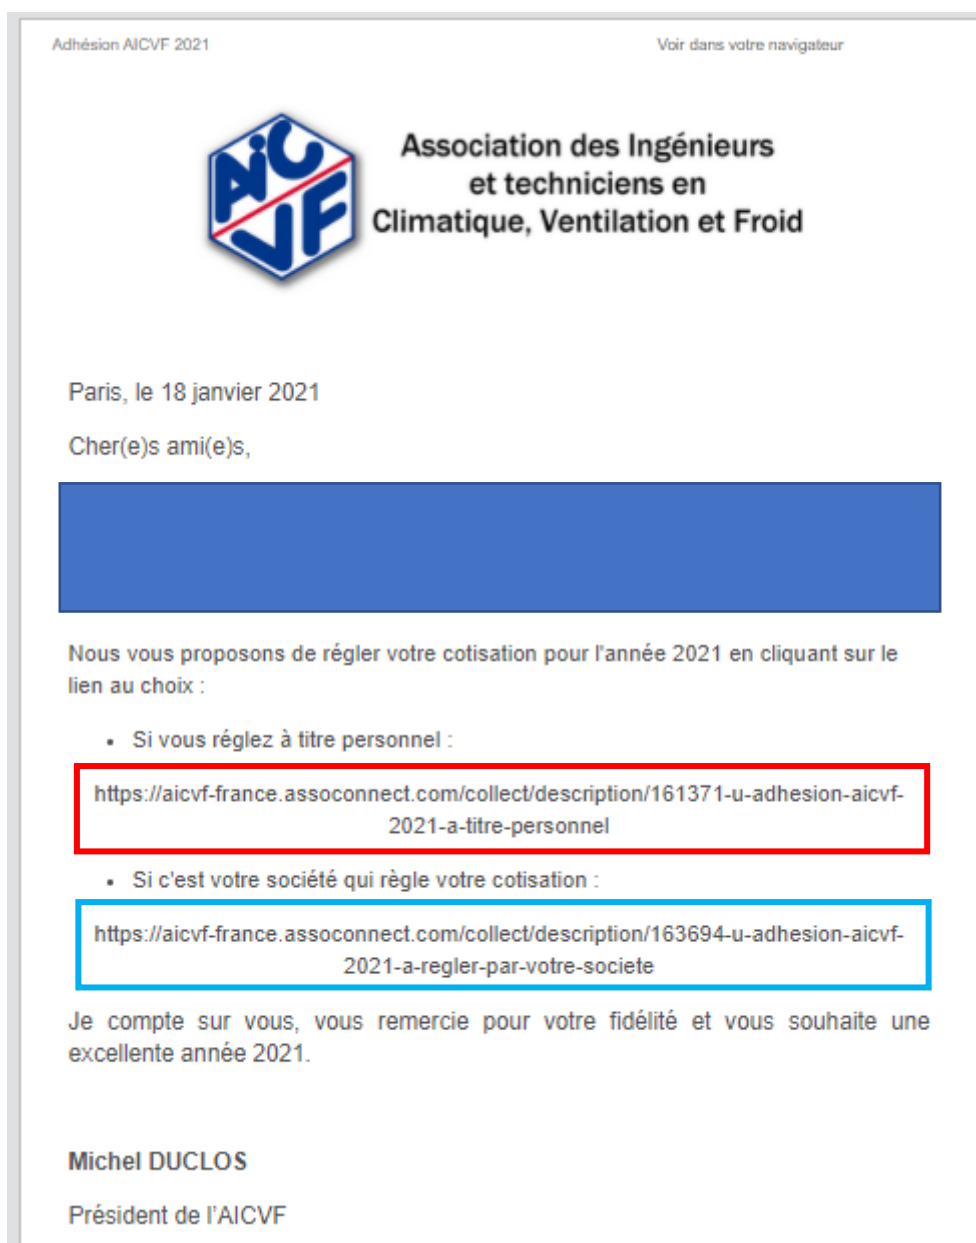 Adhésion AICVF 2021
Voir dans votre navigateur
AiC
VF
Association des Ingénieurs
et techniciens en
Climatique, Ventilation et Froid
Paris, le 18 janvier 2021
Cher(e)s ami(e)s,
Nous vous proposons de régler votre cotisation pour l'année 2021 en cliquant sur le
lien au choix :
• Si vous réglez à titre personnel :
https://aicvf-france.assoconnect.com/collect/description/161371-u-adhesion-aicvf-
2021-a-titre-personnel
• Si c'est votre société qui règle votre cotisation :
https://aicvf-france.assoconnect.com/collect/description/163694-u-adhesion-aicvf-
2021-a-regler-par-votre-societe
Je compte sur vous, vous remercie pour votre fidélité et vous souhaite une
excellente année 2021.
Michel DUCLOS
Président de l'AICVF